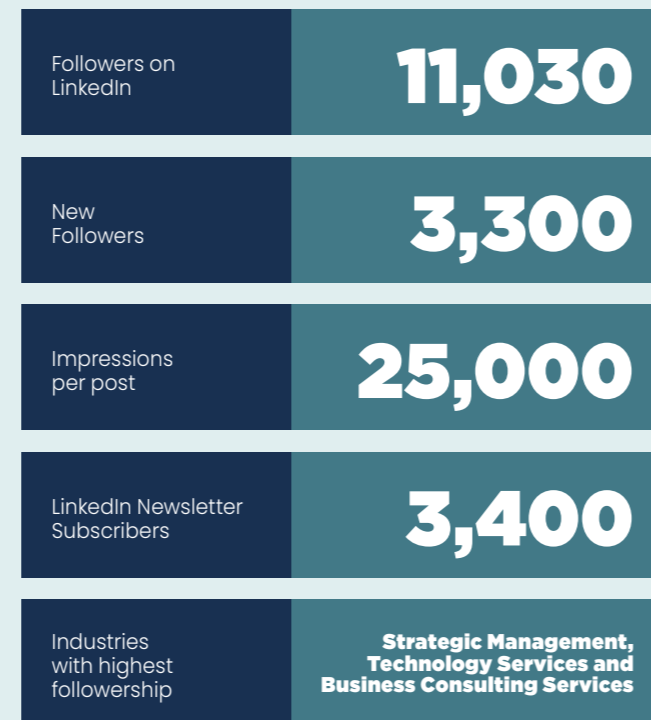 Followers on
LinkedIn
11,030
New
Followers
3,300
Impressions
per post
25,000
LinkedIn Newsletter
Subscribers
3,400
Industries
with highest
followership
Strategic Management,
Technology Services and
Business Consulting Services